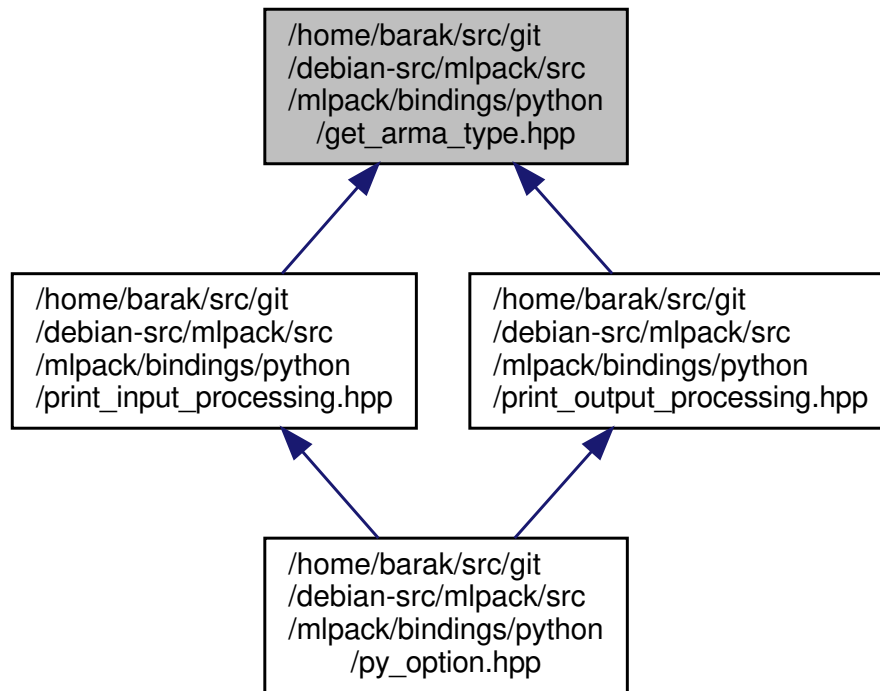 /home/barak/src/git
/debian-src/mlpack/src
/mlpack/bindings/python
/get_arma_type.hpp
/home/barak/src/git
/debian-src/mlpack/src
/mlpack/bindings/python
/print_input_processing.hpp
/home/barak/src/git
/debian-src/mlpack/src
/mlpack/bindings/python
/print_output_processing.hpp
/home/barak/src/git
/debian-src/mlpack/src
/mlpack/bindings/python
/py_option.hpp